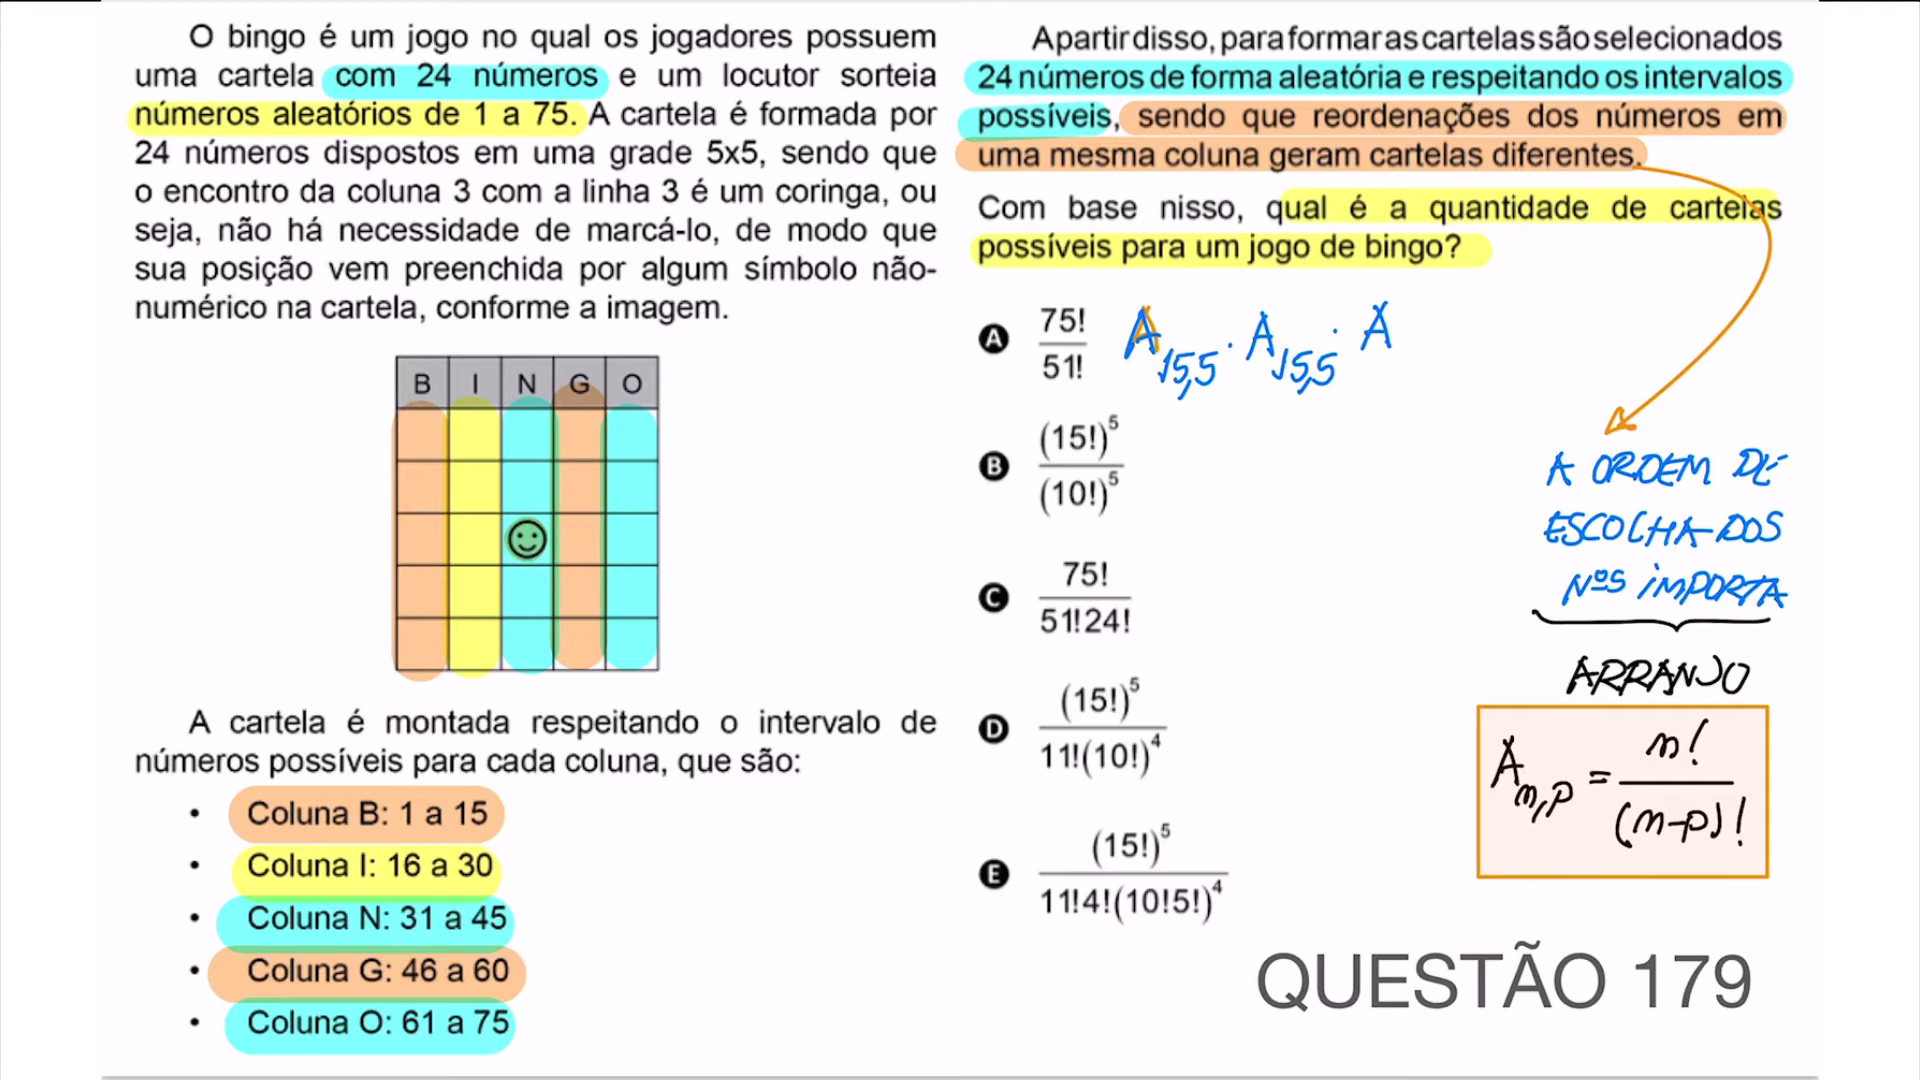 O bingo é um jogo no qual os jogadores possuem
uma cartela com 24 números e um locutor sorteia
números aleatórios de 1 a 75. A cartela é formada por
24 números dispostos em uma grade 5x5, sendo que
o encontro da coluna 3 com a linha 3 é um coringa, ou
seja, não há necessidade de marcá-lo, de modo que
sua posição vem preenchida por algum símbolo não-
numérico na cartela, conforme a imagem.
B I N G O
A cartela é montada respeitando o intervalo de
números possíveis para cada coluna, que são:
• Coluna B: 1 a 15
• Coluna I: 16 a 30
• Coluna N: 31 a 45
• Coluna G: 46 a 60
• Coluna O: 61 a 75
A partir disso, para formar as cartelas são selecionados
24 números de forma aleatória e respeitando os intervalos
possíveis, sendo que reordenações dos números em
uma mesma coluna geram cartelas diferentes.
Com base nisso, qual é a quantidade de cartelas
possíveis para um jogo de bingo?
A 75!
51!
A15,5 · A15,5 · A
B (15!)^5
(10!)^5
C 75!
51!24!
D (15!)^5
11!(10!)^4
E (15!)^5
11!4!(10!5!)^4
A ORDEM DE
ESCOLHA DOS
Nºs IMPORTA
ARRANJO
An,p = n!
(n-p)!
QUESTÃO 179